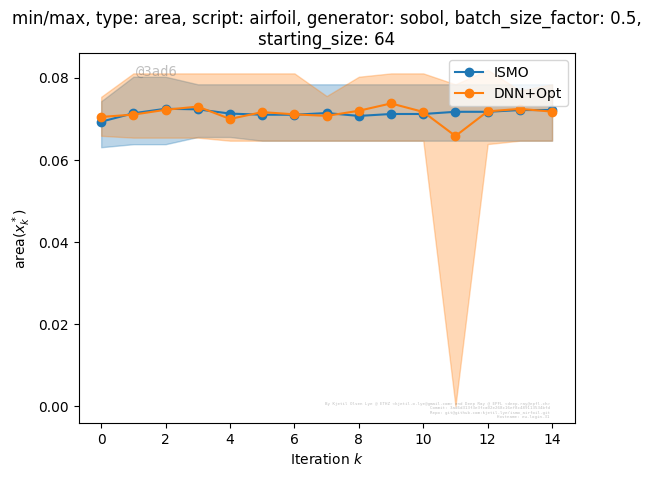 min/max, type: area, script: airfoil, generator: sobol, batch_size_factor: 0.5,
starting_size: 64
@3ad6
ISMO
DNN+Opt
0.08
0.06
0.04
0.02
0.00
area(x*k)
0 2 4 6 8 10 12 14
Iteration k